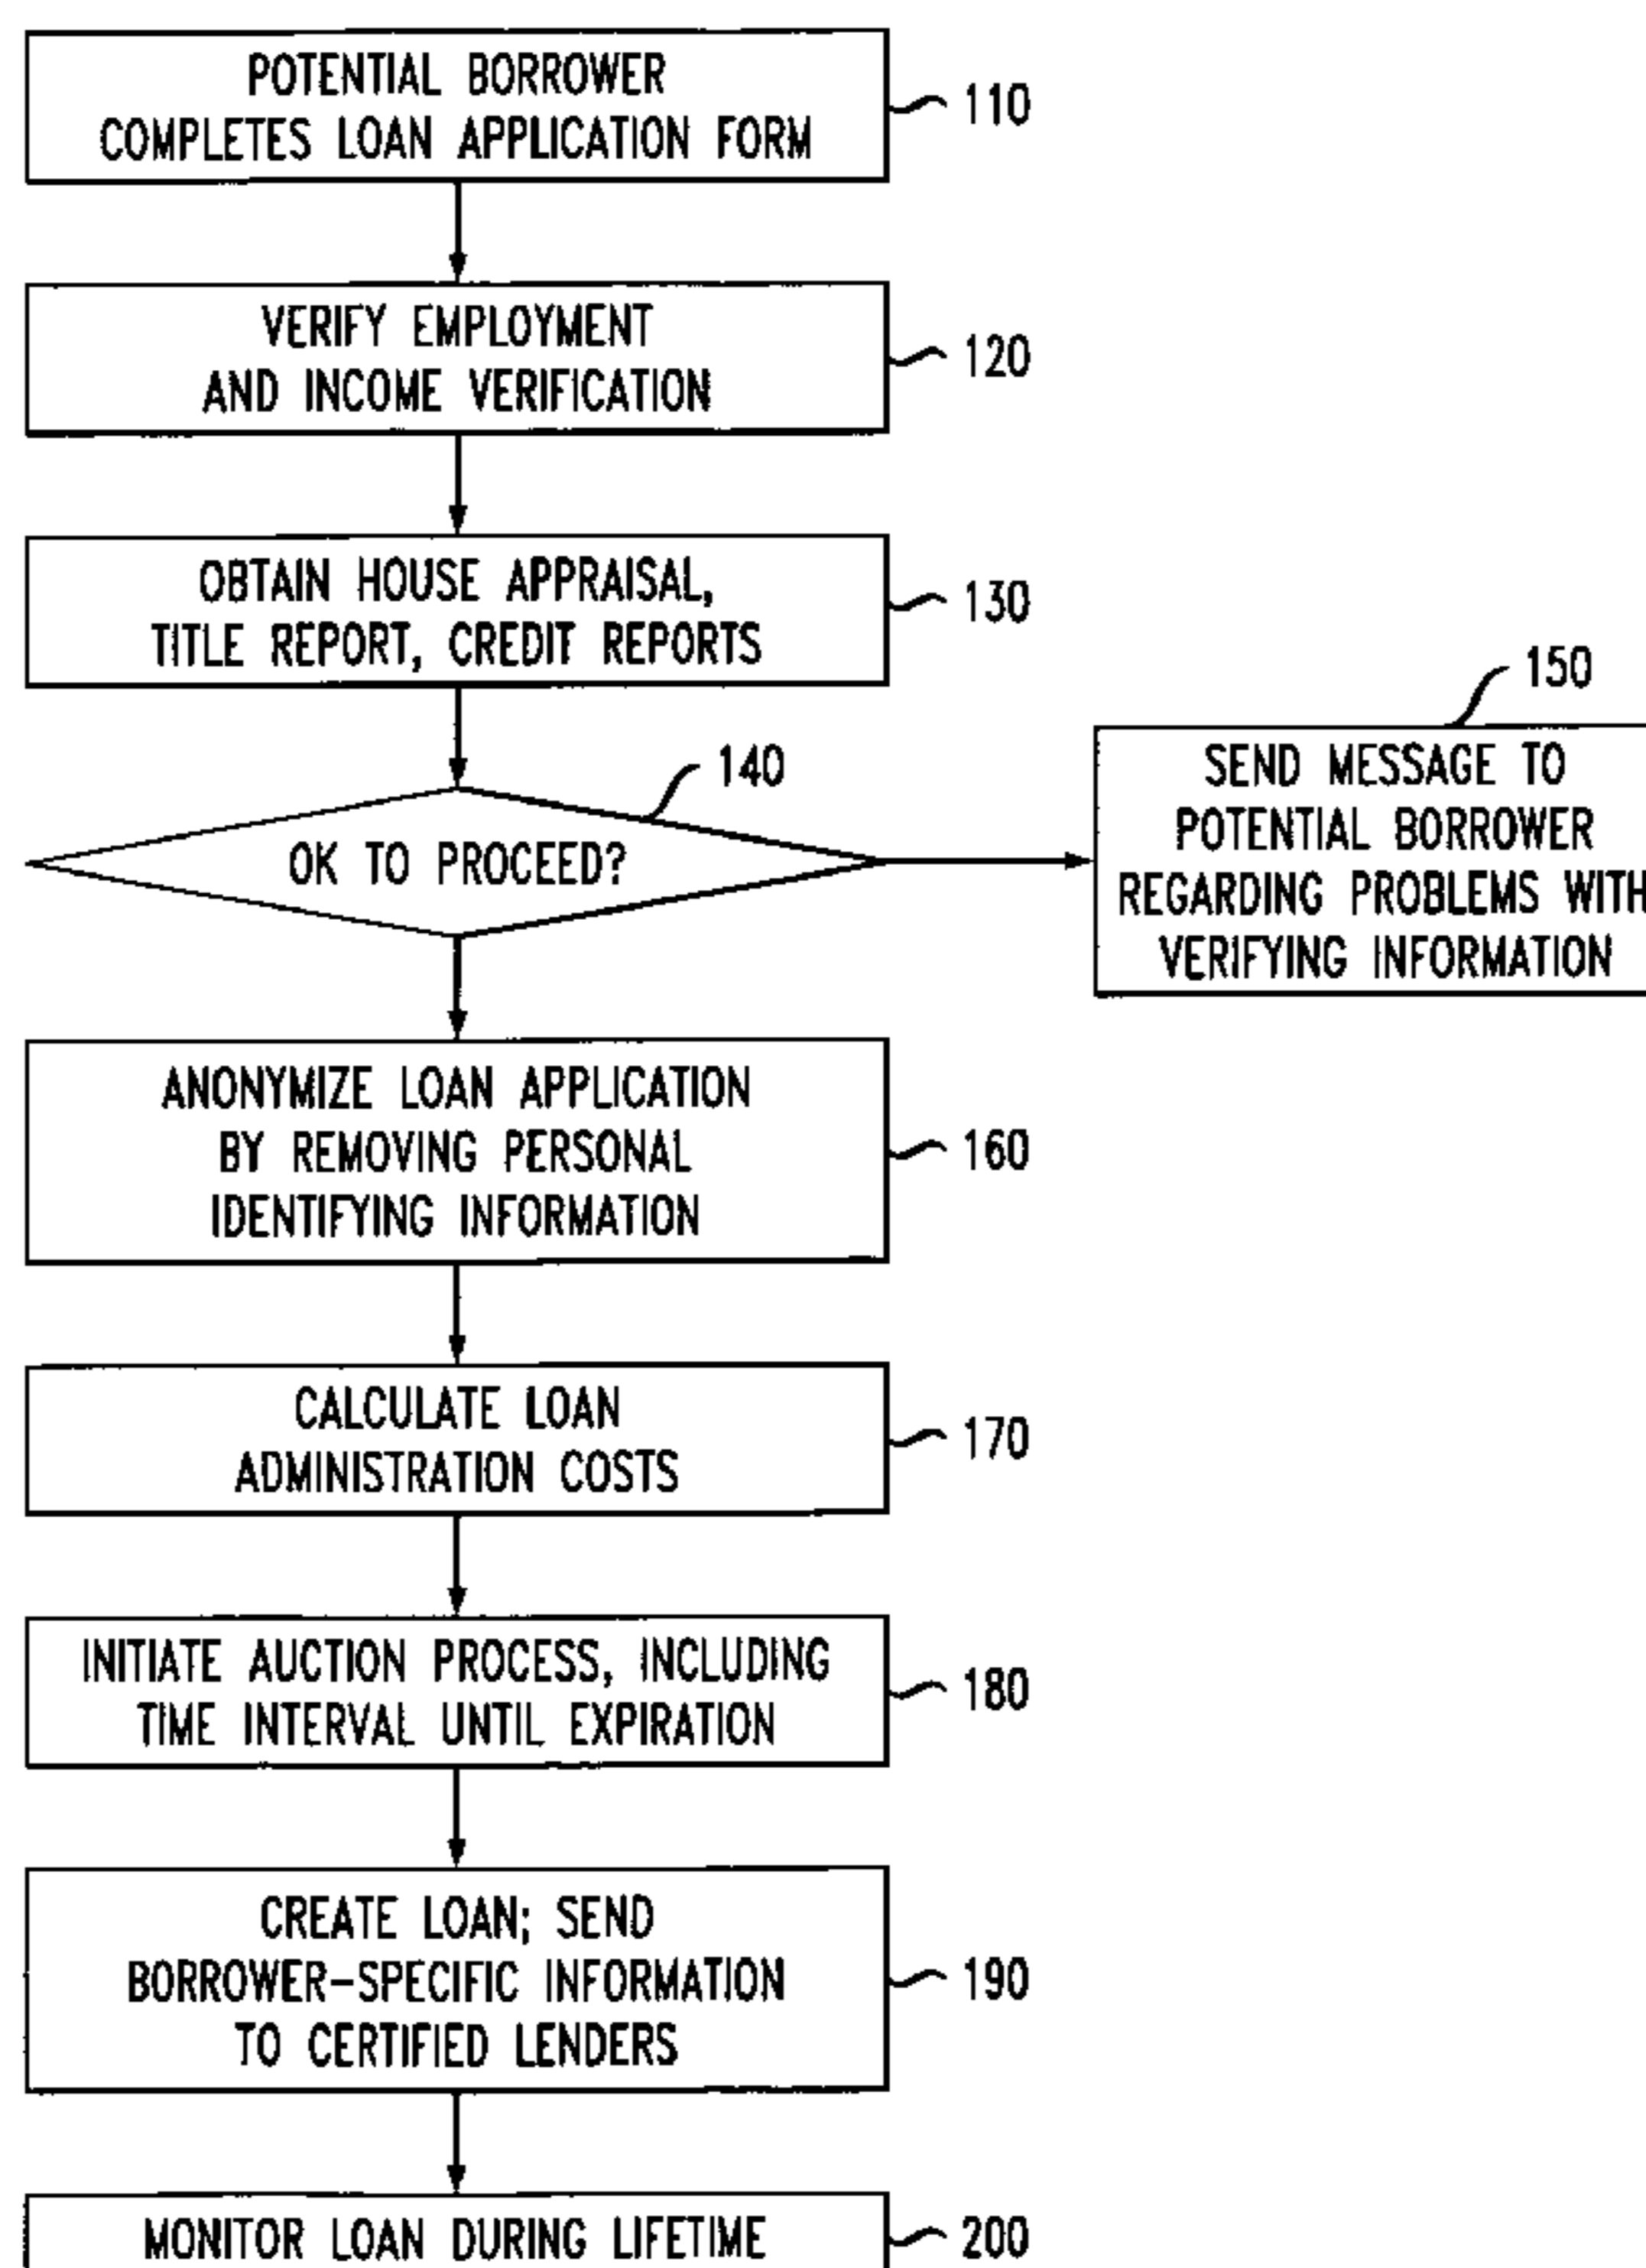 POTENTIAL BORROWER
COMPLETES LOAN APPLICATION FORM
110
VERIFY EMPLOYMENT
AND INCOME VERIFICATION
120
OBTAIN HOUSE APPRAISAL,
TITLE REPORT, CREDIT REPORTS
130
OK TO PROCEED?
140
150
SEND MESSAGE TO
POTENTIAL BORROWER
REGARDING PROBLEMS WITH
VERIFYING INFORMATION
ANONYMIZE LOAN APPLICATION
BY REMOVING PERSONAL
IDENTIFYING INFORMATION
160
CALCULATE LOAN
ADMINISTRATION COSTS
170
INITIATE AUCTION PROCESS, INCLUDING
TIME INTERVAL UNTIL EXPIRATION
180
CREATE LOAN; SEND
BORROWER-SPECIFIC INFORMATION
TO CERTIFIED LENDERS
190
MONITOR LOAN DURING LIFETIME
200